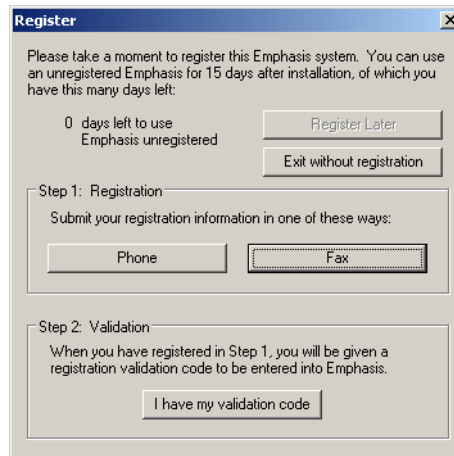 Register
Please take a moment to register this Emphasis system. You can use
an unregistered Emphasis for 15 days after installation, of which you
have this many days left:
0 days left to use
Emphasis unregistered
Register Later
Exit without registration
Step 1: Registration
Submit your registration information in one of these ways:
Phone
Fax
Step 2: Validation
When you have registered in Step 1, you will be given a
registration validation code to be entered into Emphasis.
I have my validation code